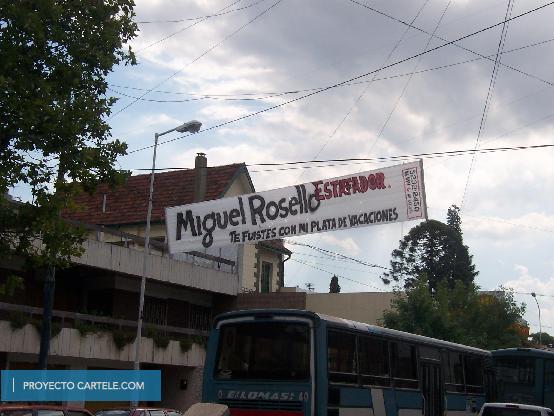 Miguel Rosello ESTAFADOR.
TE FUISTES CON MI PLATA DE VACACIONES
PROYECTO CARTELE.COM